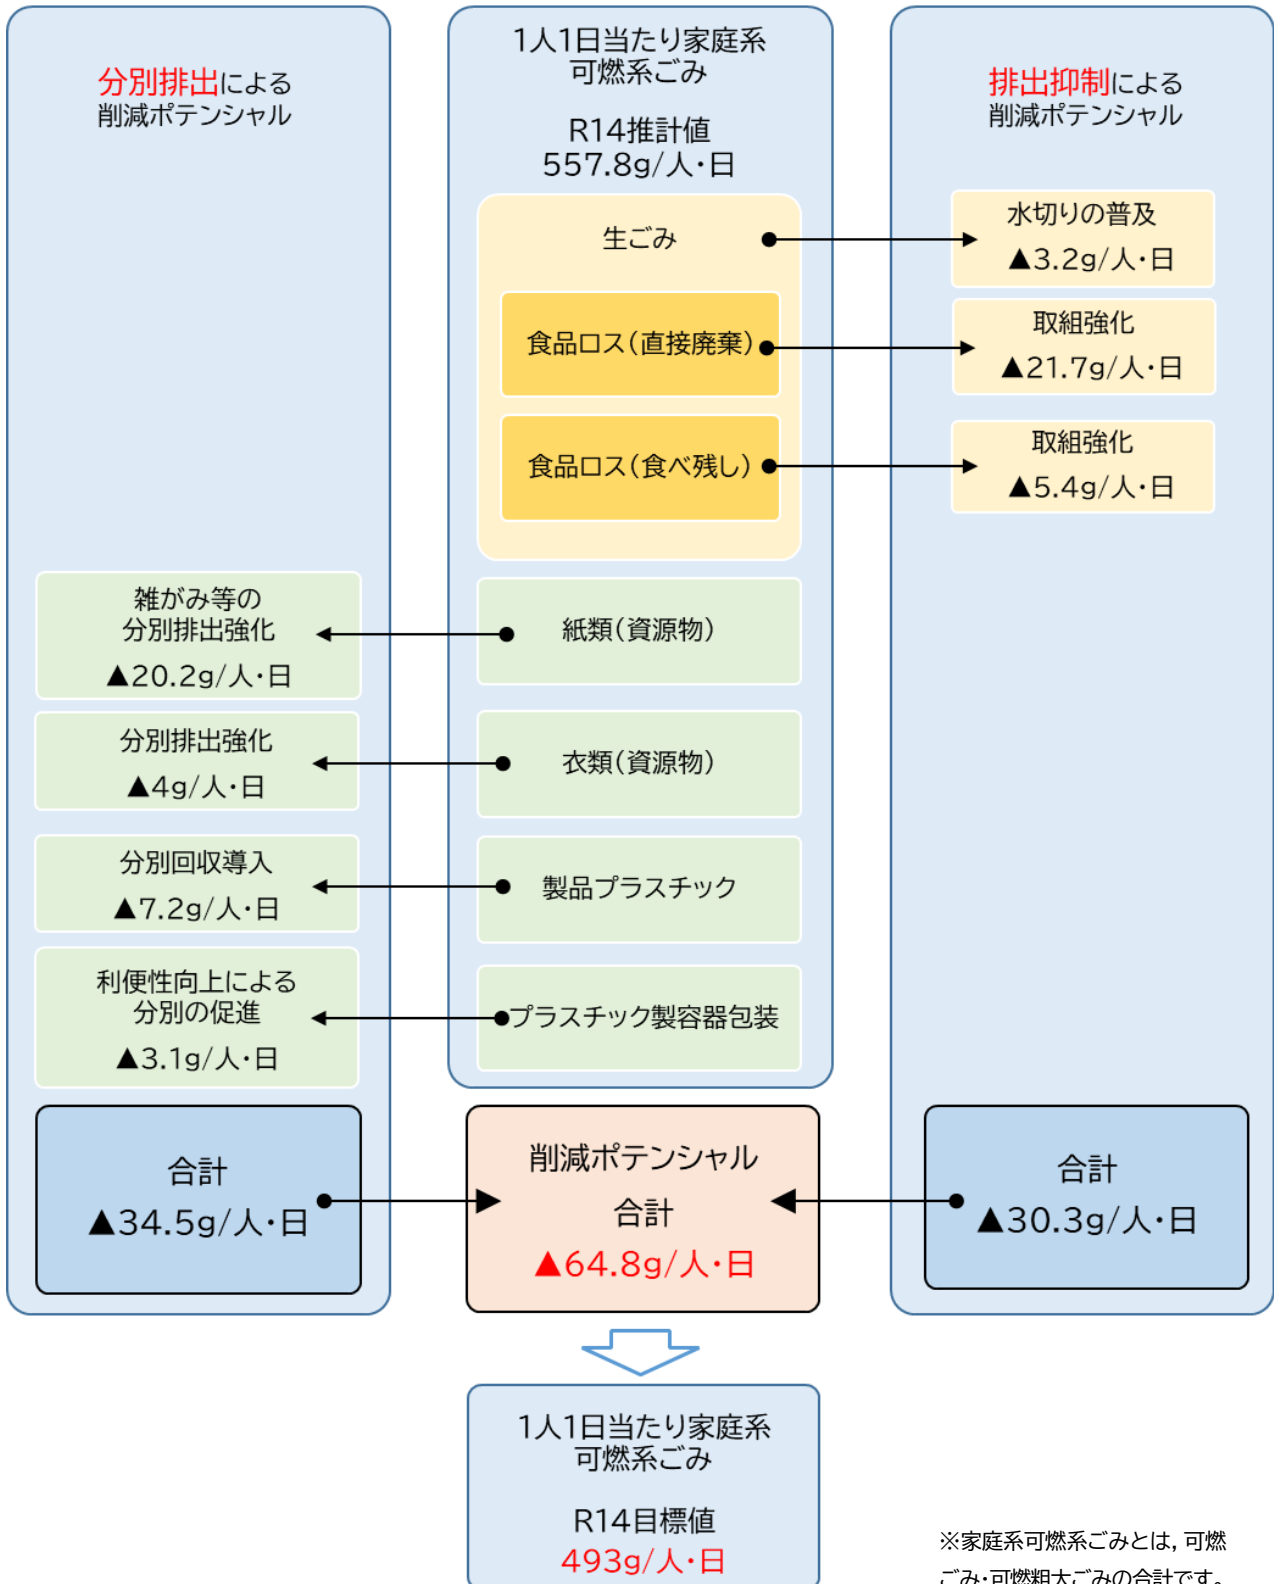 分別排出による
削減ポテンシャル
1人1日当たり家庭系
可燃系ごみ
R14推計値
557.8g/人・日
排出抑制による
削減ポテンシャル
生ごみ
水切りの普及
▲3.2g/人・日
食品ロス(直接廃棄)
取組強化
▲21.7g/人・日
食品ロス(食べ残し)
取組強化
▲5.4g/人・日
雑がみ等の
分別排出強化
▲20.2g/人・日
紙類(資源物)
分別排出強化
▲4g/人・日
衣類(資源物)
分別回収導入
▲7.2g/人・日
製品プラスチック
利便性向上による
分別の促進
▲3.1g/人・日
プラスチック製容器包装
合計
▲34.5g/人・日
削減ポテンシャル
合計
▲64.8g/人・日
合計
▲30.3g/人・日
1人1日当たり家庭系
可燃系ごみ
R14目標値
493g/人・日
※家庭系可燃系ごみとは,可燃
ごみ・可燃粗大ごみの合計です。